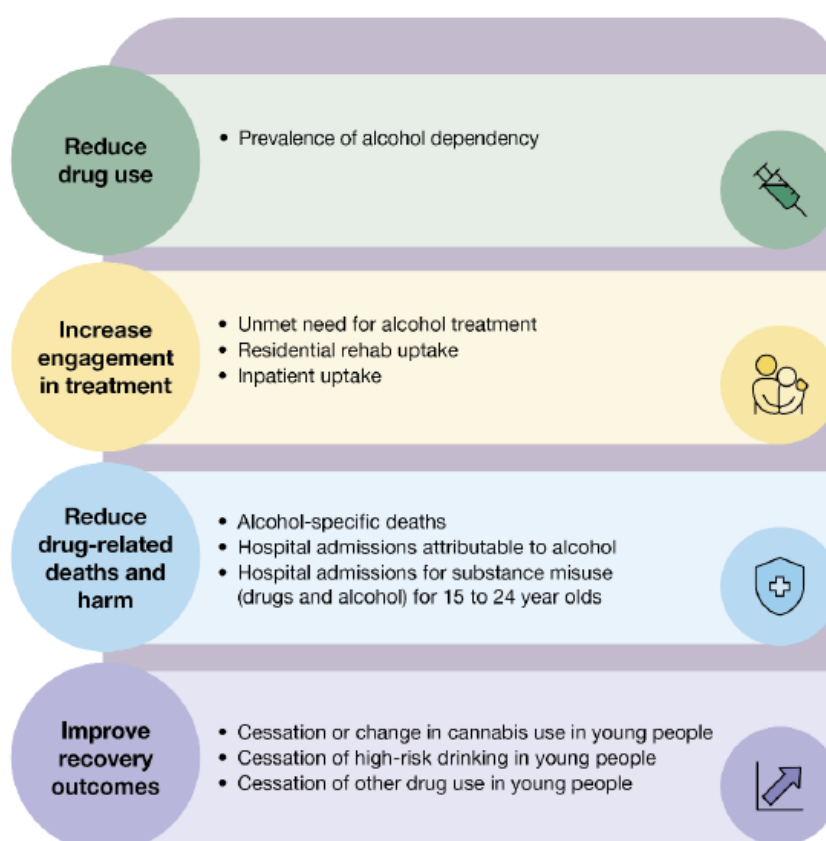 Reduce
drug use
• Prevalence of alcohol dependency
Increase
engagement
in treatment
• Unmet need for alcohol treatment
• Residential rehab uptake
• Inpatient uptake
Reduce
drug-related
deaths and
harm
• Alcohol-specific deaths
• Hospital admissions attributable to alcohol
• Hospital admissions for substance misuse
(drugs and alcohol) for 15 to 24 year olds
Improve
recovery
outcomes
• Cessation or change in cannabis use in young people
• Cessation of high-risk drinking in young people
• Cessation of other drug use in young people